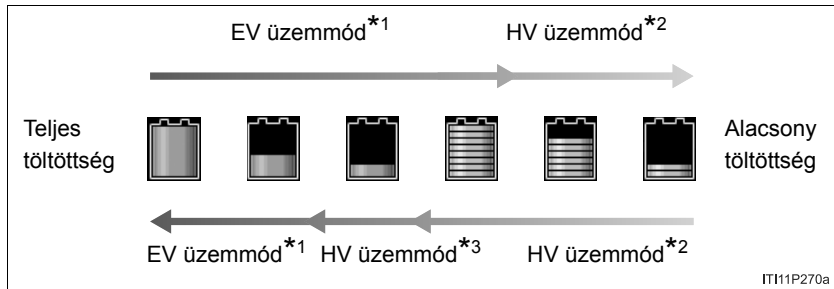 EV üzemmód*1 HV üzemmód*2
Teljes töltöttség
Alacsony töltöttség
EV üzemmód*1 HV üzemmód*3 HV üzemmód*2
ITI11P270a